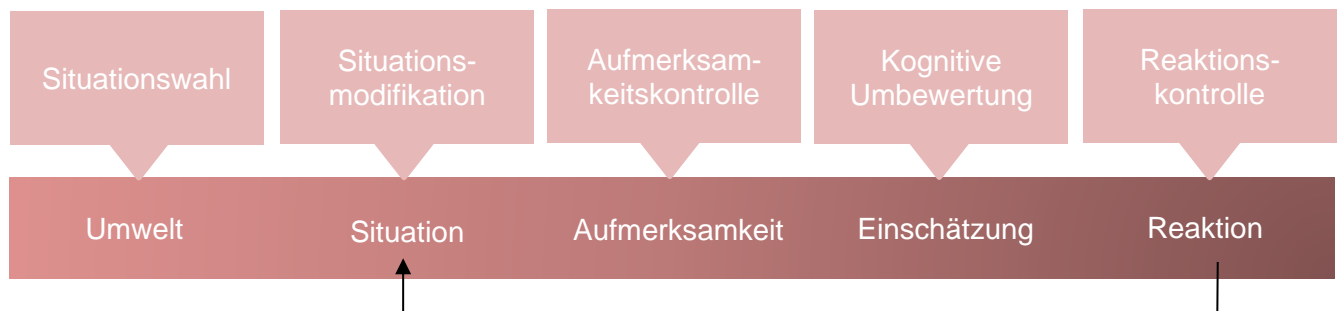 Situationswahl
Situations-
modifikation
Aufmerksam-
keitskontrolle
Kognitive
Umbewertung
Reaktions-
kontrolle
Umwelt
Situation
Aufmerksamkeit
Einschätzung
Reaktion